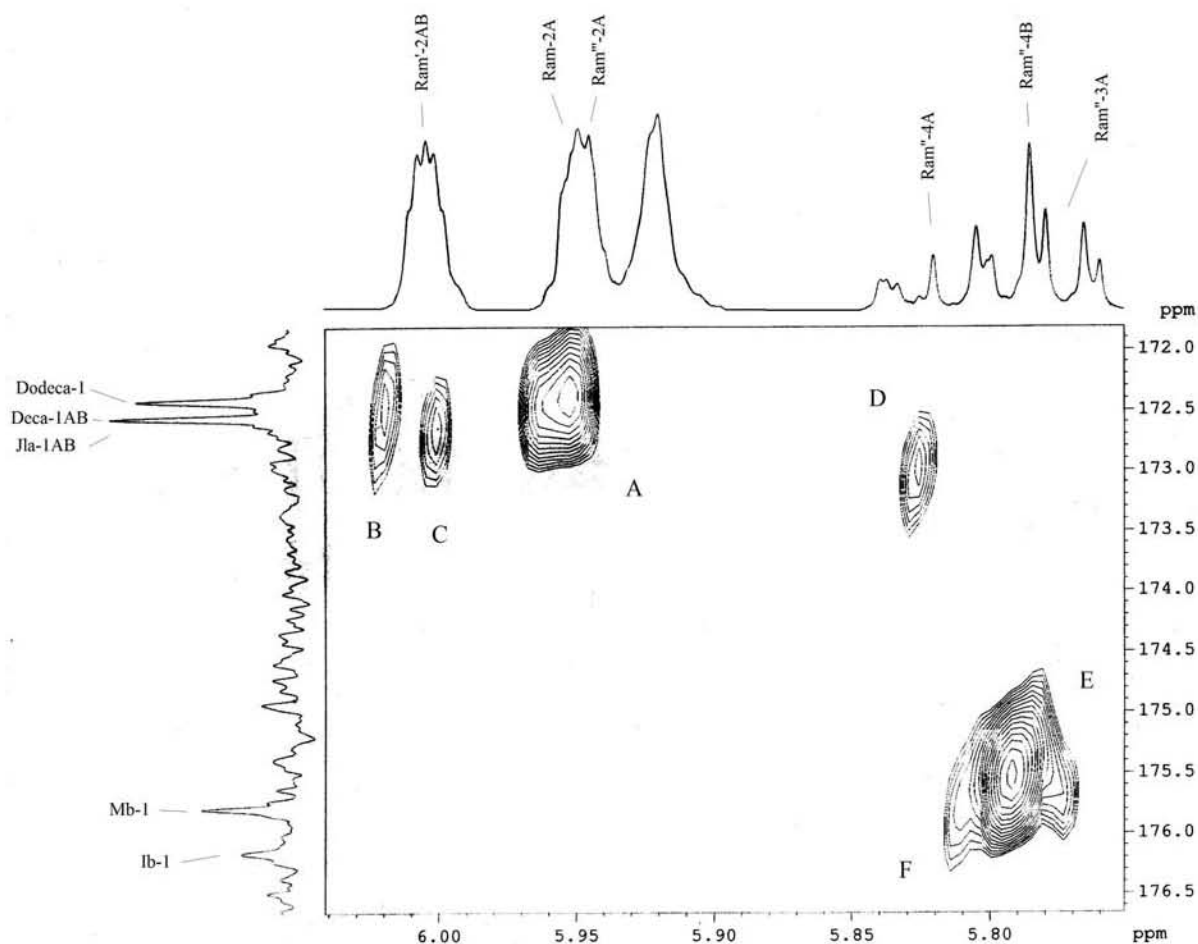 Ram'-2AB
Ram-2A
Ram'''-2A
Ram''-4A
Ram''-4B
Ram''-3A
ppm
Dodeca-1
Deca-1AB
Jla-1AB
Mb-1
Ib-1
172.0
172.5
173.0
173.5
174.0
174.5
175.0
175.5
176.0
176.5
A
B
C
D
E
F
6.00
5.95
5.90
5.85
5.80
ppm